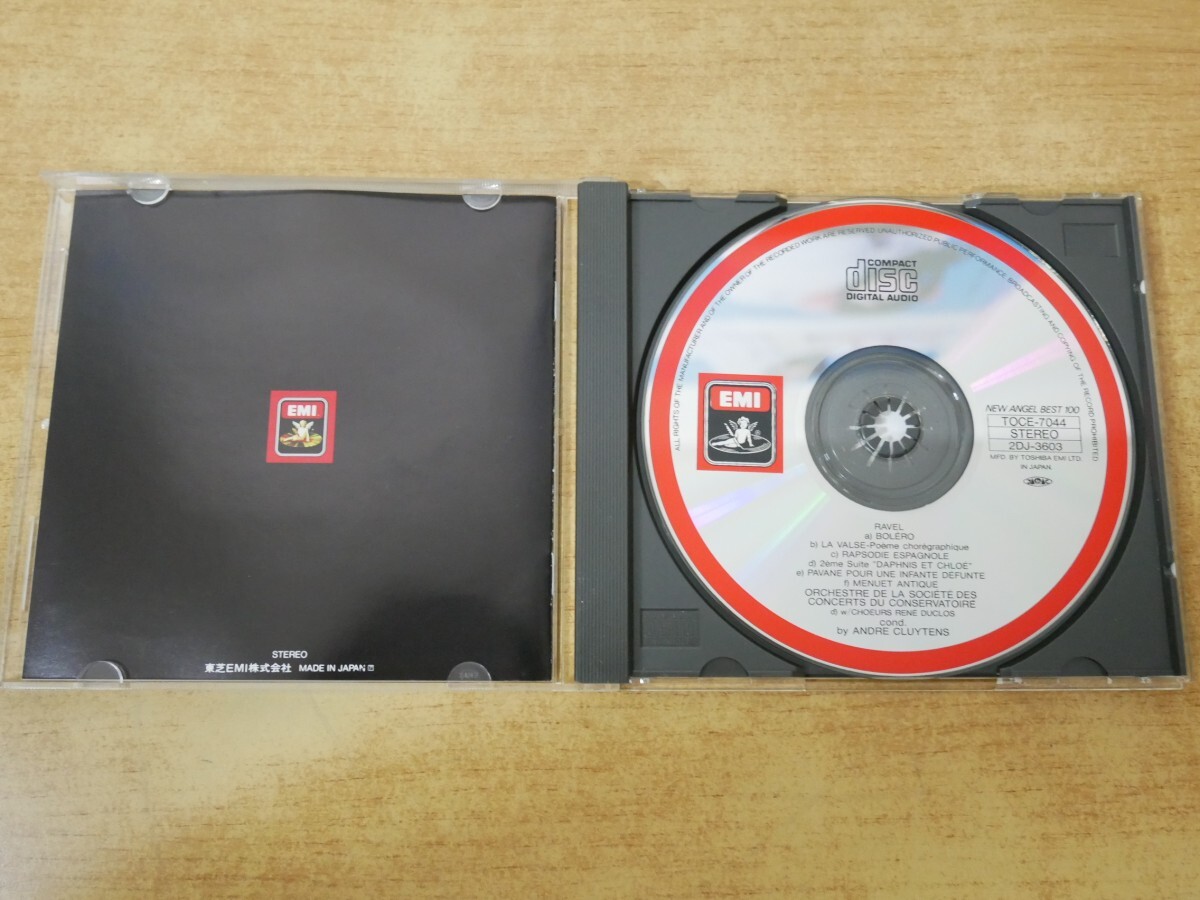 EMI
STEREO
東芝EMI株式会社 MADE IN JAPAN
ALL RIGHTS OF THE MANUFACTURER AND OF THE OWNER OF THE RECORDED WORK ARE RESERVED UNAUTHORIZED PUBLIC PERFORMANCE, BROADCASTING AND COPYING OF THE RECORD PROHIBITED
COMPACT
disc
DIGITAL AUDIO
EMI
NEW ANGEL BEST 100
TOCE-7044
STEREO
2DJ-3603
MFD BY TOSHIBA EMI LTD.
IN JAPAN.
RAVEL
a) BOLÉRO
b) LA VALSE-Poème chorégraphique
c) RAPSODIE ESPAGNOLE
d) 2ème Suite "DAPHNIS ET CHLOÉ"
e) PAVANE POUR UNE INFANTE DÉFUNTE
f) MENUET ANTIQUE
ORCHESTRE DE LA SOCIÉTÉ DES
CONCERTS DU CONSERVATOIRE
d) w/CHOEURS RENÉ DUCLOS
cond.
by ANDRÉ CLUYTENS